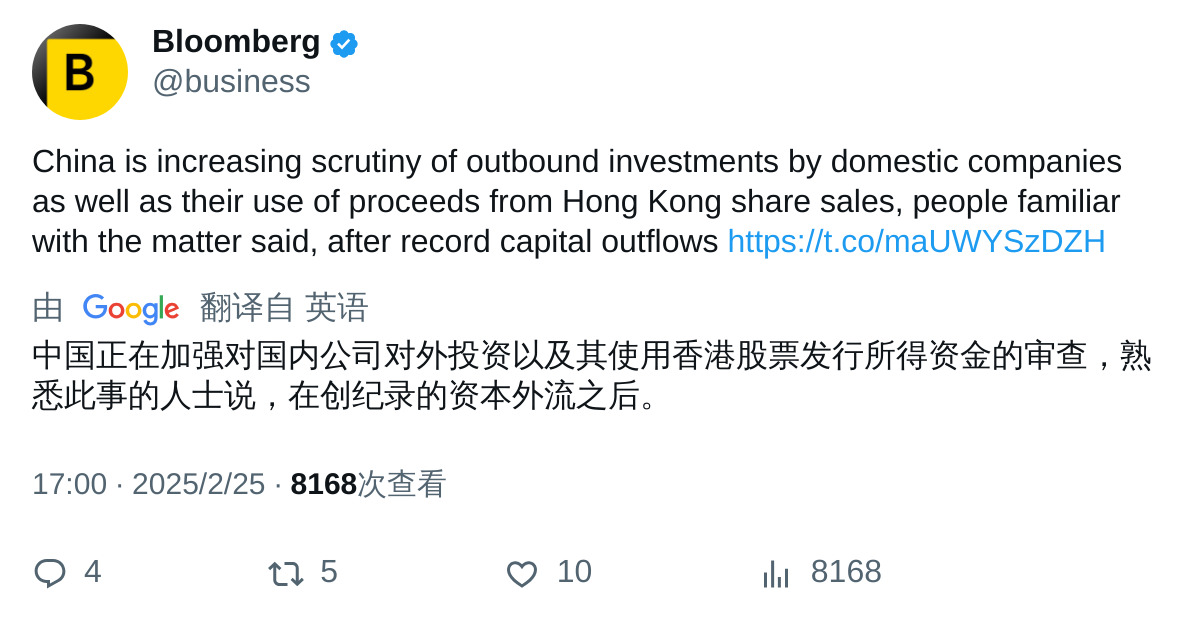 B
Bloomberg
@business
China is increasing scrutiny of outbound investments by domestic companies
as well as their use of proceeds from Hong Kong share sales, people familiar
with the matter said, after record capital outflows https://t.co/maUWYSzDZH
由 Google 翻译自 英语
中国正在加强对国内公司对外投资以及其使用香港股票发行所得资金的审查，熟
悉此事的人士说，在创纪录的资本外流之后。
17:00 · 2025/2/25 · 8168次查看
4 5 10 8168